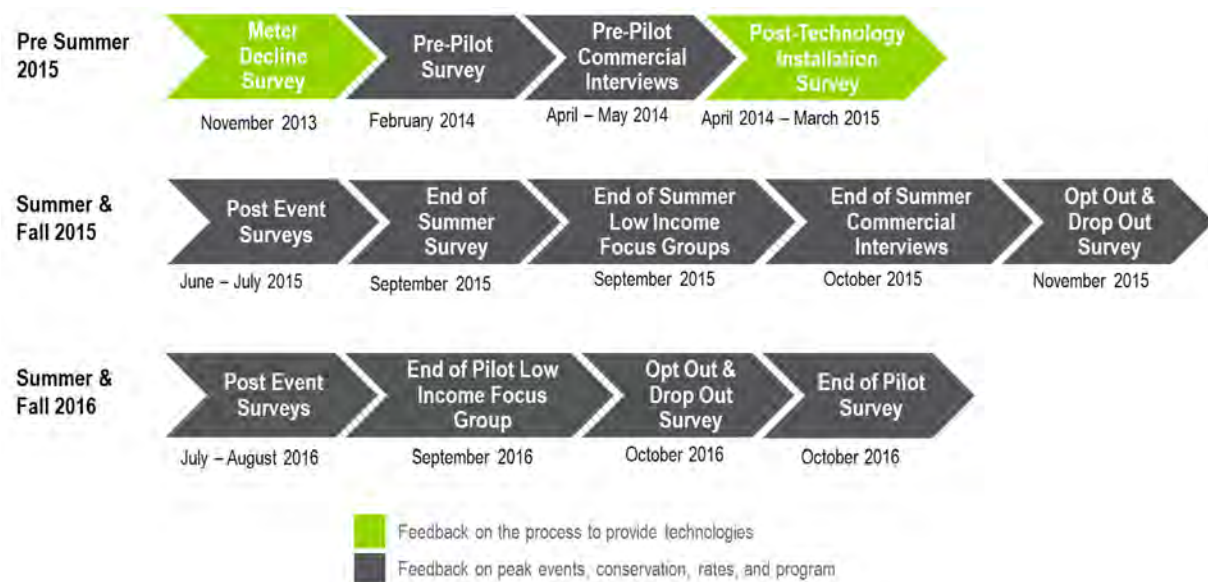 Pre Summer
2015
Meter
Decline
Survey
Pre-Pilot
Survey
Pre-Pilot
Commercial
Interviews
Post-Technology
Installation
Survey
November 2013
February 2014
April – May 2014
April 2014 – March 2015
Summer &
Fall 2015
Post Event
Surveys
End of
Summer
Survey
End of Summer
Low Income
Focus Groups
End of Summer
Commercial
Interviews
Opt Out &
Drop Out
Survey
June – July 2015
September 2015
September 2015
October 2015
November 2015
Summer &
Fall 2016
Post Event
Surveys
End of Pilot Low
Income Focus
Group
Opt Out &
Drop Out
Survey
End of Pilot
Survey
July – August 2016
September 2016
October 2016
October 2016
Feedback on the process to provide technologies
Feedback on peak events, conservation, rates, and program